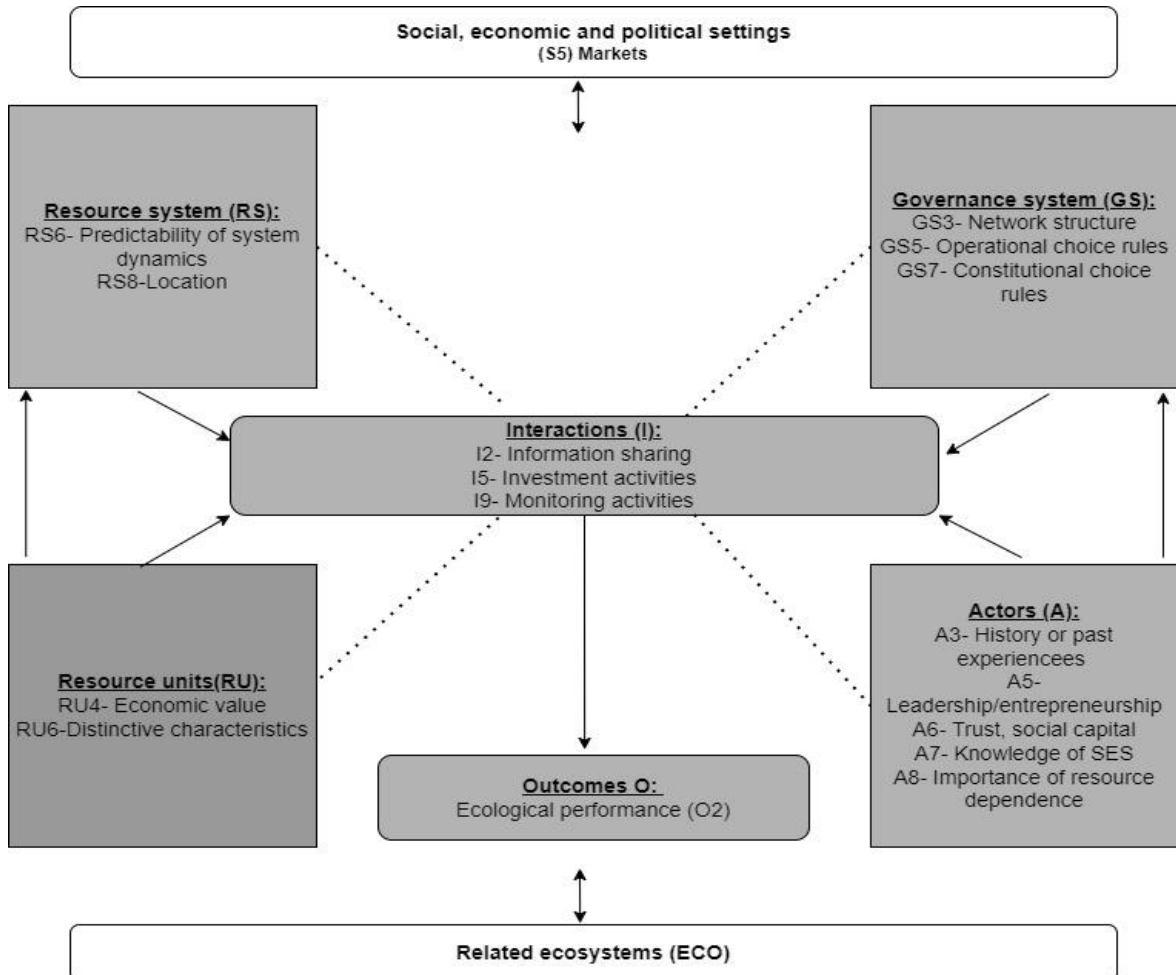 Social, economic and political settings
(S5) Markets
Resource system (RS):
RS6- Predictability of system
dynamics
RS8-Location
Governance system (GS):
GS3- Network structure
GS5- Operational choice rules
GS7- Constitutional choice
rules
Interactions (I):
I2- Information sharing
I5- Investment activities
I9- Monitoring activities
Resource units(RU):
RU4- Economic value
RU6-Distinctive characteristics
Actors (A):
A3- History or past
experiencees
A5-
Leadership/entrepreneurship
A6- Trust, social capital
A7- Knowledge of SES
A8- Importance of resource
dependence
Outcomes O:
Ecological performance (O2)
Related ecosystems (ECO)